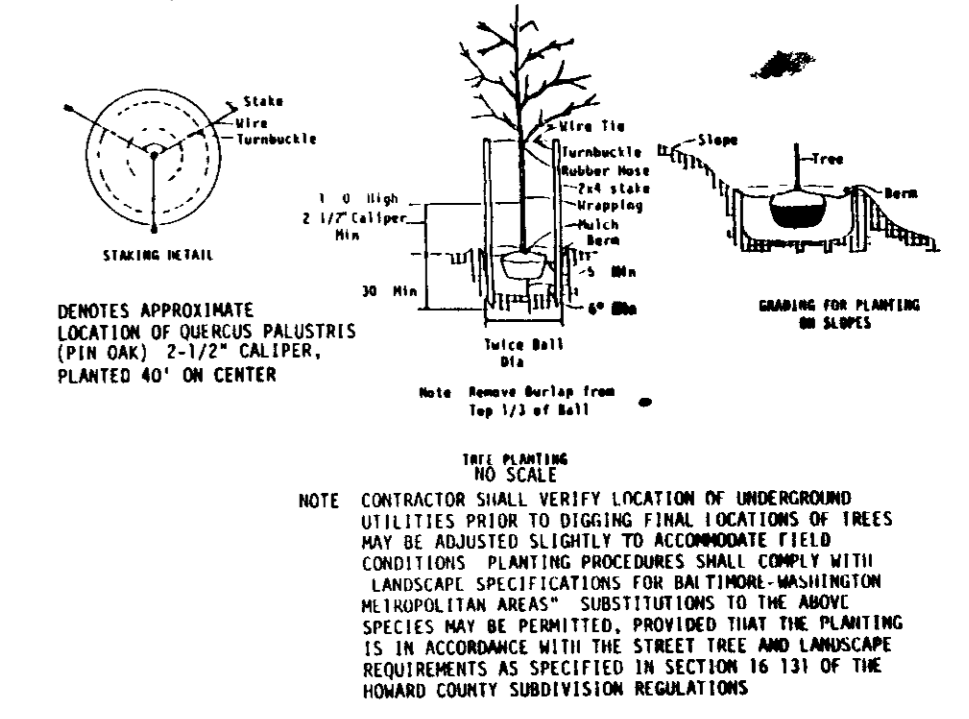 Stake
Wire
Turnbuckle
STAKING DETAIL
DENOTES APPROXIMATE
LOCATION OF QUERCUS PALUSTRIS
(PIN OAK) 2-1/2" CALIPER,
PLANTED 40' ON CENTER
Wire Tie
Turnbuckle
Rubber Hose
2x4 stake
Wrapping
Mulch
Berm
1 0 High
2 1/2" Caliper
Min
30 Min
5 Min
6" Min
Twice Ball
Dia
Note Remove Burlap from
Top 1/3 of Ball
Slope
Tree
Berm
GRADING FOR PLANTING
ON SLOPES
TREE PLANTING
NO SCALE
NOTE CONTRACTOR SHALL VERIFY LOCATION OF UNDERGROUND
UTILITIES PRIOR TO DIGGING FINAL LOCATIONS OF TREES
MAY BE ADJUSTED SLIGHTLY TO ACCOMMODATE FIELD
CONDITIONS PLANTING PROCEDURES SHALL COMPLY WITH
LANDSCAPE SPECIFICATIONS FOR BALTIMORE-WASHINGTON
METROPOLITAN AREAS" SUBSTITUTIONS TO THE ABOVE
SPECIES MAY BE PERMITTED, PROVIDED THAT THE PLANTING
IS IN ACCORDANCE WITH THE STREET TREE AND LANDSCAPE
REQUIREMENTS AS SPECIFIED IN SECTION 16 131 OF THE
HOWARD COUNTY SUBDIVISION REGULATIONS